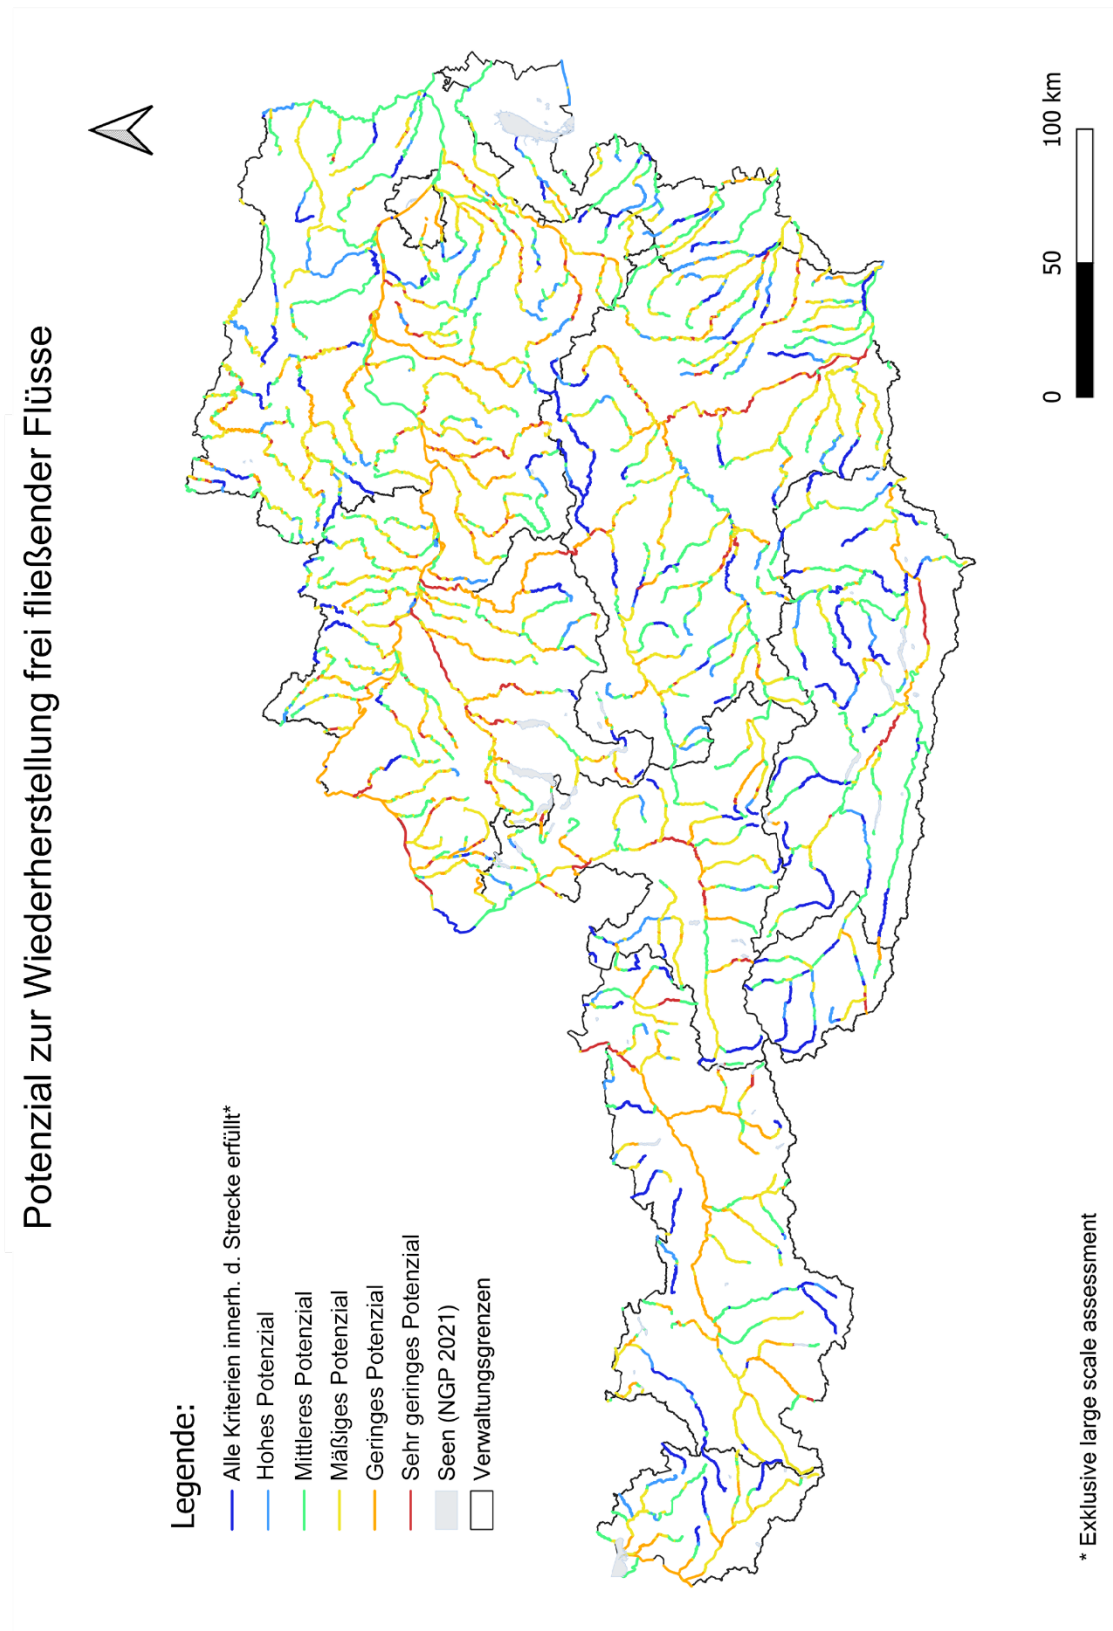 Potenzial zur Wiederherstellung frei fließender Flüsse
Legende:
Alle Kriterien innerh. d. Strecke erfüllt*
Hohes Potenzial
Mittleres Potenzial
Mäßiges Potenzial
Geringes Potenzial
Sehr geringes Potenzial
Seen (NGP 2021)
Verwaltungsgrenzen
0 50 100 km
* Exklusive large scale assessment